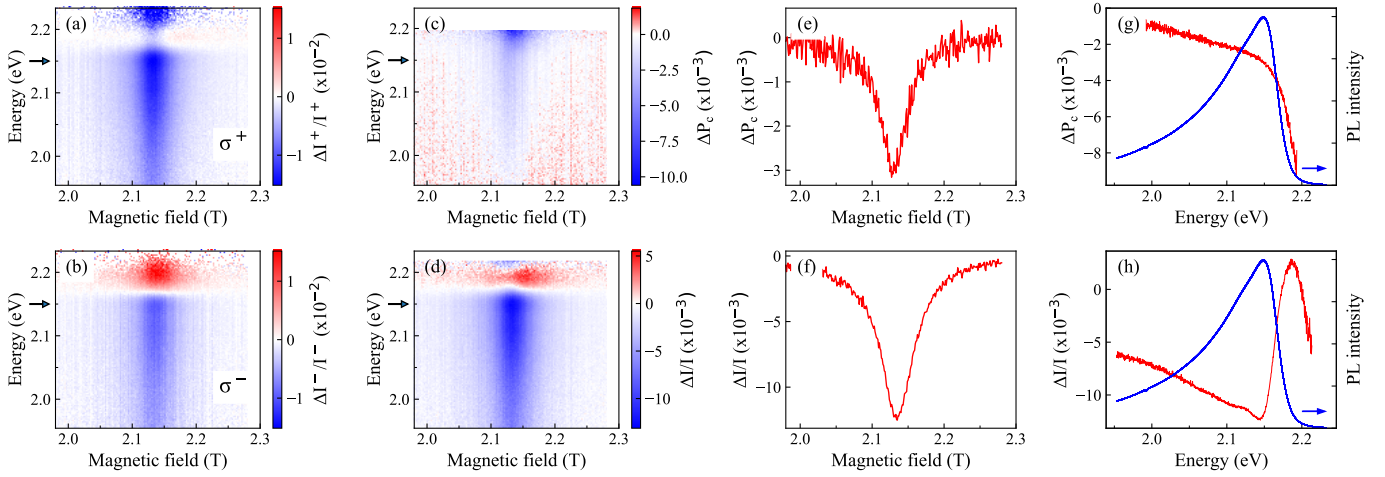 (a)
2.2
2.1
2.0
Energy (eV)
σ+
2.0 2.1 2.2 2.3
Magnetic field (T)
1
0
−1
ΔI+/I+ (x10−2)
(c)
2.2
2.1
2.0
Energy (eV)
2.0 2.1 2.2 2.3
Magnetic field (T)
0.0
−2.5
−5.0
−7.5
−10.0
ΔPc (x10−3)
(e)
0
−1
−2
−3
ΔPc (x10−3)
2.0 2.1 2.2 2.3
Magnetic field (T)
(g)
0
−2
−4
−6
−8
ΔPc (x10−3)
2.0 2.1 2.2
Energy (eV)
PL intensity
(b)
2.2
2.1
2.0
Energy (eV)
σ−
2.0 2.1 2.2 2.3
Magnetic field (T)
1
0
−1
ΔI−/I− (x10−2)
(d)
2.2
2.1
2.0
Energy (eV)
2.0 2.1 2.2 2.3
Magnetic field (T)
5
0
−5
−10
ΔI/I (x10−3)
(f)
0
−5
−10
ΔI/I (x10−3)
2.0 2.1 2.2 2.3
Magnetic field (T)
(h)
0
−5
−10
ΔI/I (x10−3)
2.0 2.1 2.2
Energy (eV)
PL intensity